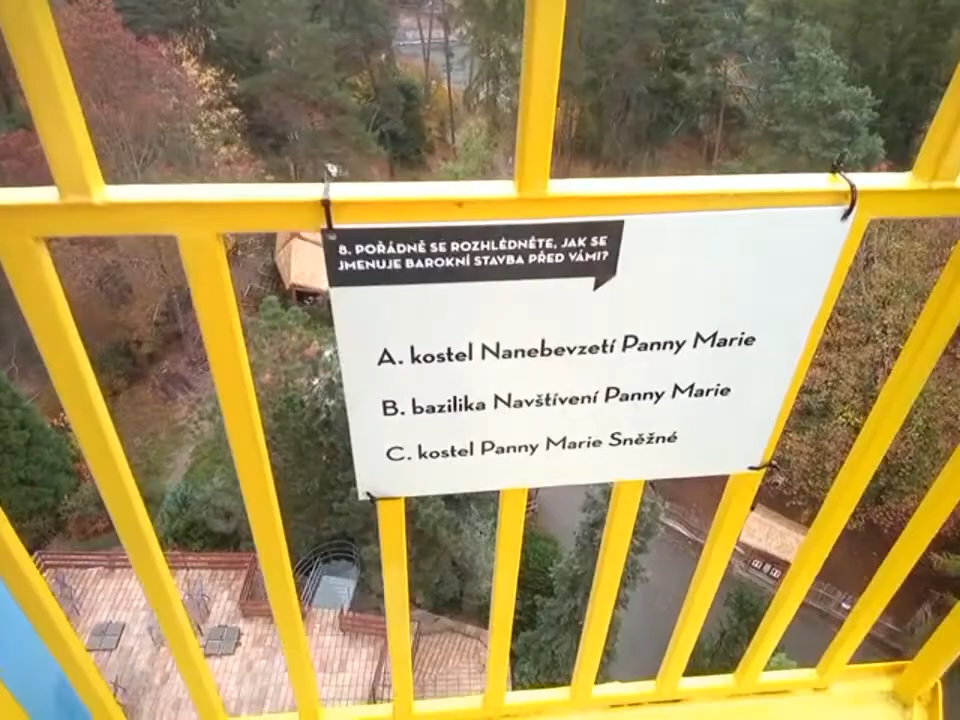 8. POŘÁDNĚ SE ROZHLÉDNĚTE, JAK SE
JMENUJE BAROKNÍ STAVBA PŘED VÁMI?
A. kostel Nanebevzetí Panny Marie
B. bazilika Navštívení Panny Marie
C. kostel Panny Marie Sněžné